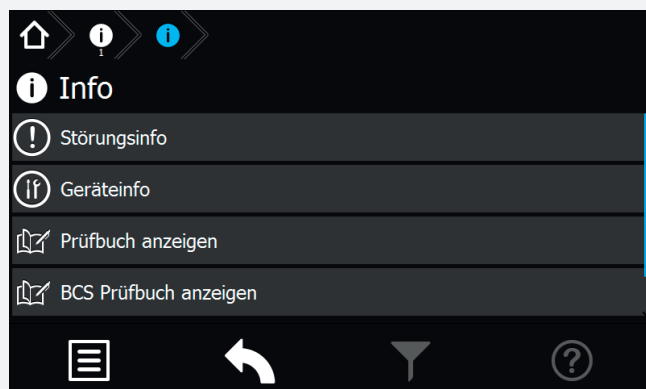 1
Info
Störungsinfo
Geräteinfo
Prüfbuch anzeigen
BCS Prüfbuch anzeigen